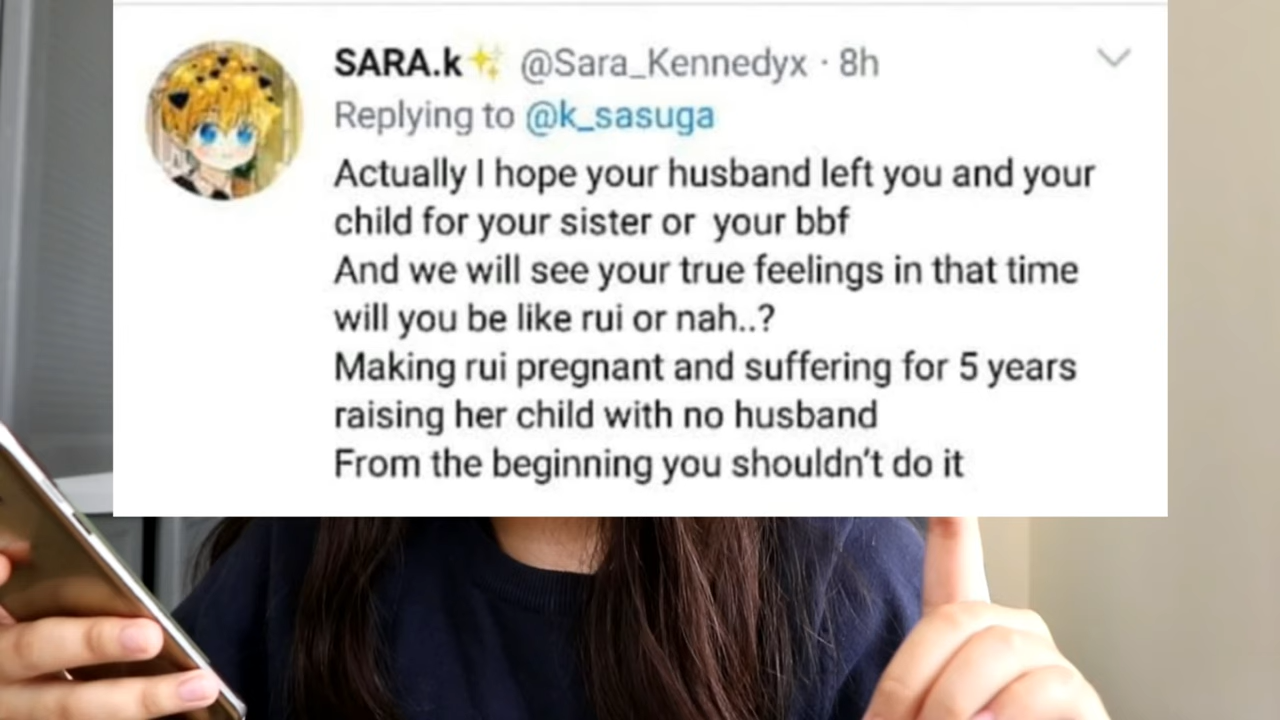 SARA.k✨ @Sara_Kennedyx · 8h
Replying to @k_sasuga
Actually I hope your husband left you and your
child for your sister or  your bbf
And we will see your true feelings in that time
will you be like rui or nah..?
Making rui pregnant and suffering for 5 years
raising her child with no husband
From the beginning you shouldn't do it